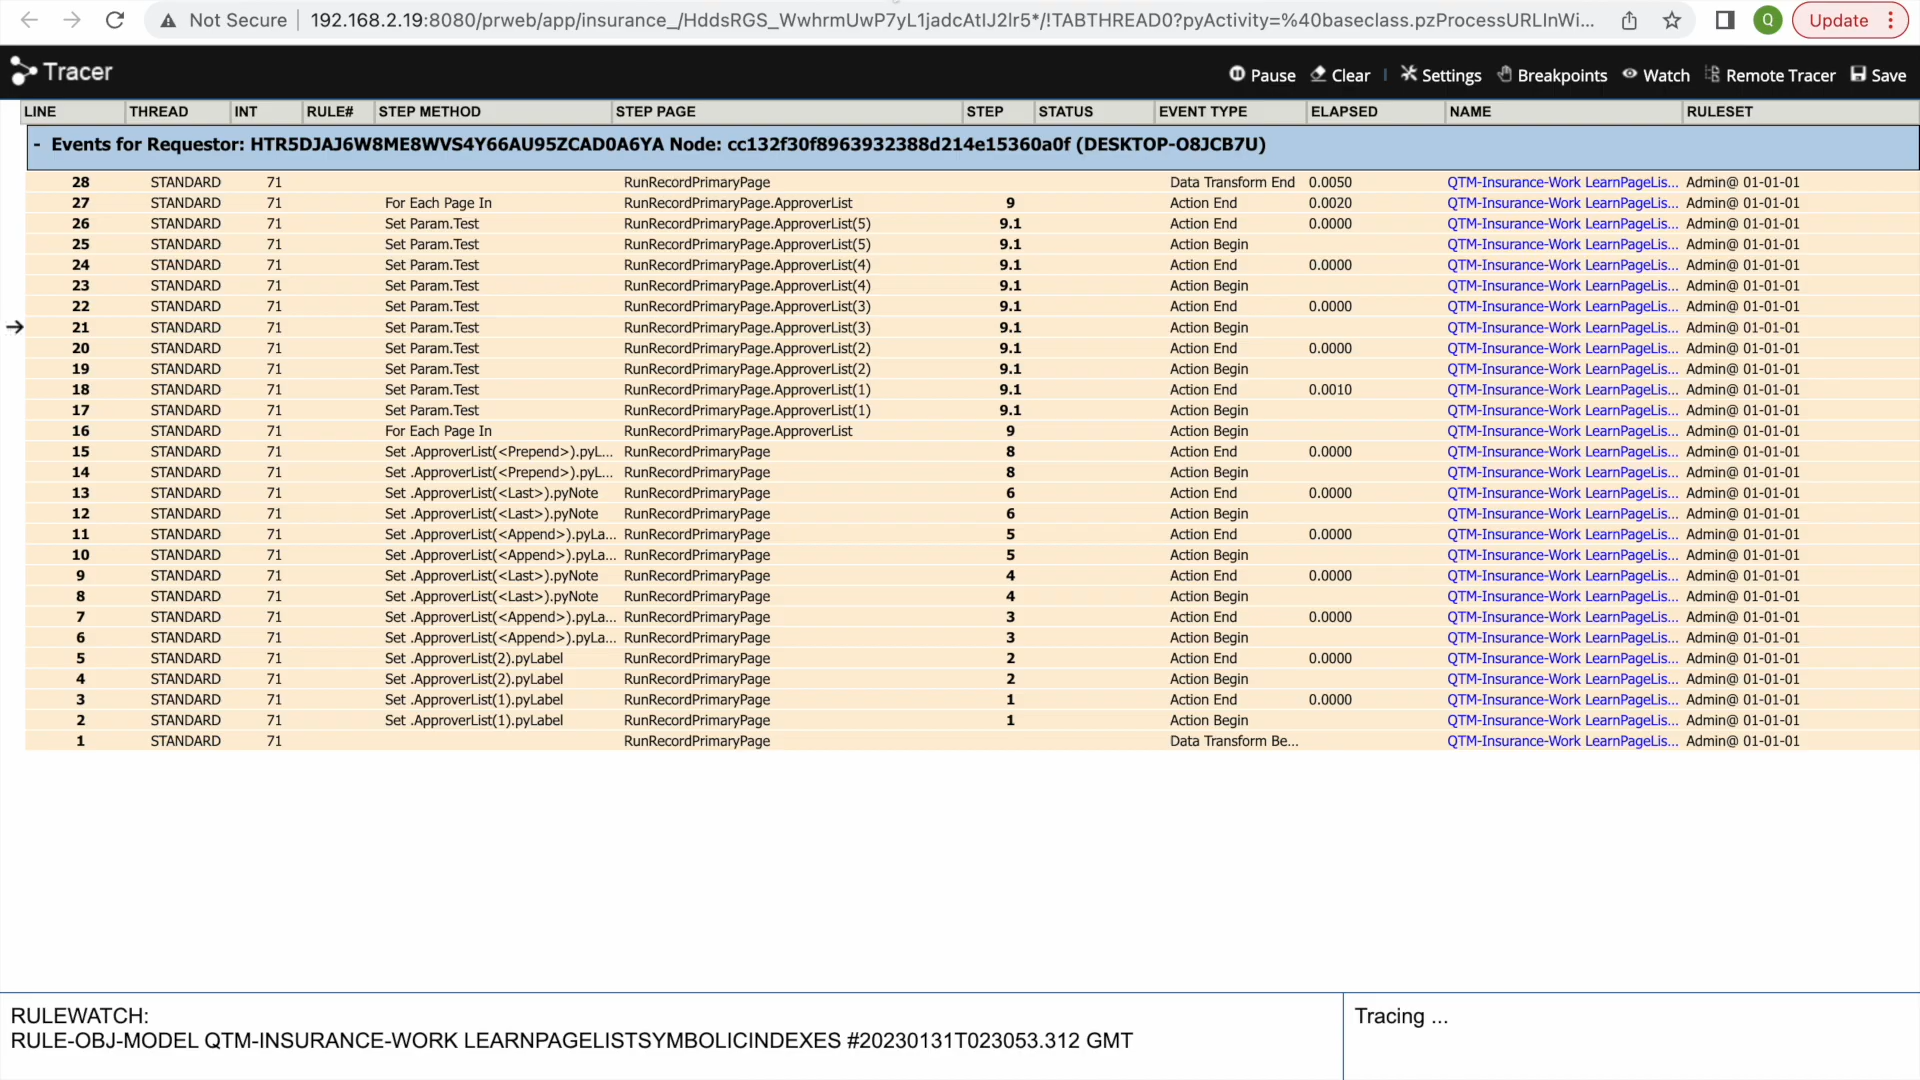 Not Secure 192.168.2.19:8080/prweb/app/insurance_/HddsRGS_WwhrmUwP7yL1jadcAtIJ2Ir5*/!TABTHREAD0?pyActivity=%40baseclass.pzProcessURLInWi... Q Update
Tracer Pause Clear | Settings Breakpoints Watch Remote Tracer Save
LINE THREAD INT RULE# STEP METHOD STEP PAGE STEP STATUS EVENT TYPE ELAPSED NAME RULESET
- Events for Requestor: HTR5DJAJ6W8ME8WVS4Y66AU95ZCAD0A6YA Node: cc132f30f8963932388d214e15360a0f (DESKTOP-O8JCB7U)
28 STANDARD 71 RunRecordPrimaryPage Data Transform End 0.0050 QTM-Insurance-Work LearnPageLis... Admin@ 01-01-01
27 STANDARD 71 For Each Page In RunRecordPrimaryPage.ApproverList 9 Action End 0.0020 QTM-Insurance-Work LearnPageLis... Admin@ 01-01-01
26 STANDARD 71 Set Param.Test RunRecordPrimaryPage.ApproverList(5) 9.1 Action End 0.0000 QTM-Insurance-Work LearnPageLis... Admin@ 01-01-01
25 STANDARD 71 Set Param.Test RunRecordPrimaryPage.ApproverList(5) 9.1 Action Begin QTM-Insurance-Work LearnPageLis... Admin@ 01-01-01
24 STANDARD 71 Set Param.Test RunRecordPrimaryPage.ApproverList(4) 9.1 Action End 0.0000 QTM-Insurance-Work LearnPageLis... Admin@ 01-01-01
23 STANDARD 71 Set Param.Test RunRecordPrimaryPage.ApproverList(4) 9.1 Action Begin QTM-Insurance-Work LearnPageLis... Admin@ 01-01-01
22 STANDARD 71 Set Param.Test RunRecordPrimaryPage.ApproverList(3) 9.1 Action End 0.0000 QTM-Insurance-Work LearnPageLis... Admin@ 01-01-01
21 STANDARD 71 Set Param.Test RunRecordPrimaryPage.ApproverList(3) 9.1 Action Begin QTM-Insurance-Work LearnPageLis... Admin@ 01-01-01
20 STANDARD 71 Set Param.Test RunRecordPrimaryPage.ApproverList(2) 9.1 Action End 0.0000 QTM-Insurance-Work LearnPageLis... Admin@ 01-01-01
19 STANDARD 71 Set Param.Test RunRecordPrimaryPage.ApproverList(2) 9.1 Action Begin QTM-Insurance-Work LearnPageLis... Admin@ 01-01-01
18 STANDARD 71 Set Param.Test RunRecordPrimaryPage.ApproverList(1) 9.1 Action End 0.0010 QTM-Insurance-Work LearnPageLis... Admin@ 01-01-01
17 STANDARD 71 Set Param.Test RunRecordPrimaryPage.ApproverList(1) 9.1 Action Begin QTM-Insurance-Work LearnPageLis... Admin@ 01-01-01
16 STANDARD 71 For Each Page In RunRecordPrimaryPage.ApproverList 9 Action Begin QTM-Insurance-Work LearnPageLis... Admin@ 01-01-01
15 STANDARD 71 Set .ApproverList(<Prepend>).pyL... RunRecordPrimaryPage 8 Action End 0.0000 QTM-Insurance-Work LearnPageLis... Admin@ 01-01-01
14 STANDARD 71 Set .ApproverList(<Prepend>).pyL... RunRecordPrimaryPage 8 Action Begin QTM-Insurance-Work LearnPageLis... Admin@ 01-01-01
13 STANDARD 71 Set .ApproverList(<Last>).pyNote RunRecordPrimaryPage 6 Action End 0.0000 QTM-Insurance-Work LearnPageLis... Admin@ 01-01-01
12 STANDARD 71 Set .ApproverList(<Last>).pyNote RunRecordPrimaryPage 6 Action Begin QTM-Insurance-Work LearnPageLis... Admin@ 01-01-01
11 STANDARD 71 Set .ApproverList(<Append>).pyLa... RunRecordPrimaryPage 5 Action End 0.0000 QTM-Insurance-Work LearnPageLis... Admin@ 01-01-01
10 STANDARD 71 Set .ApproverList(<Append>).pyLa... RunRecordPrimaryPage 5 Action Begin QTM-Insurance-Work LearnPageLis... Admin@ 01-01-01
9 STANDARD 71 Set .ApproverList(<Last>).pyNote RunRecordPrimaryPage 4 Action End 0.0000 QTM-Insurance-Work LearnPageLis... Admin@ 01-01-01
8 STANDARD 71 Set .ApproverList(<Last>).pyNote RunRecordPrimaryPage 4 Action Begin QTM-Insurance-Work LearnPageLis... Admin@ 01-01-01
7 STANDARD 71 Set .ApproverList(<Append>).pyLa... RunRecordPrimaryPage 3 Action End 0.0000 QTM-Insurance-Work LearnPageLis... Admin@ 01-01-01
6 STANDARD 71 Set .ApproverList(<Append>).pyLa... RunRecordPrimaryPage 3 Action Begin QTM-Insurance-Work LearnPageLis... Admin@ 01-01-01
5 STANDARD 71 Set .ApproverList(2).pyLabel RunRecordPrimaryPage 2 Action End 0.0000 QTM-Insurance-Work LearnPageLis... Admin@ 01-01-01
4 STANDARD 71 Set .ApproverList(2).pyLabel RunRecordPrimaryPage 2 Action Begin QTM-Insurance-Work LearnPageLis... Admin@ 01-01-01
3 STANDARD 71 Set .ApproverList(1).pyLabel RunRecordPrimaryPage 1 Action End 0.0000 QTM-Insurance-Work LearnPageLis... Admin@ 01-01-01
2 STANDARD 71 Set .ApproverList(1).pyLabel RunRecordPrimaryPage 1 Action Begin QTM-Insurance-Work LearnPageLis... Admin@ 01-01-01
1 STANDARD 71 RunRecordPrimaryPage Data Transform Be... QTM-Insurance-Work LearnPageLis... Admin@ 01-01-01
RULEWATCH: Tracing ...
RULE-OBJ-MODEL QTM-INSURANCE-WORK LEARNPAGELISTSYMBOLICINDEXES #20230131T023053.312 GMT